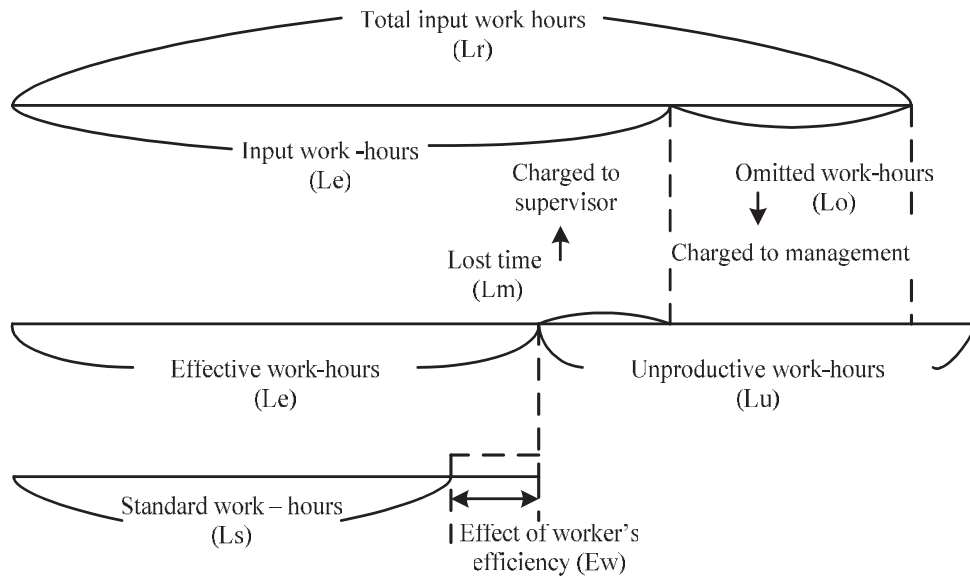 Total input work hours
(Lr)
Input work -hours
(Le)
Charged to
supervisor
Omitted work-hours
(Lo)
Charged to management
Lost time
(Lm)
Effective work-hours
(Le)
Unproductive work-hours
(Lu)
Standard work – hours
(Ls)
Effect of worker's
efficiency (Ew)